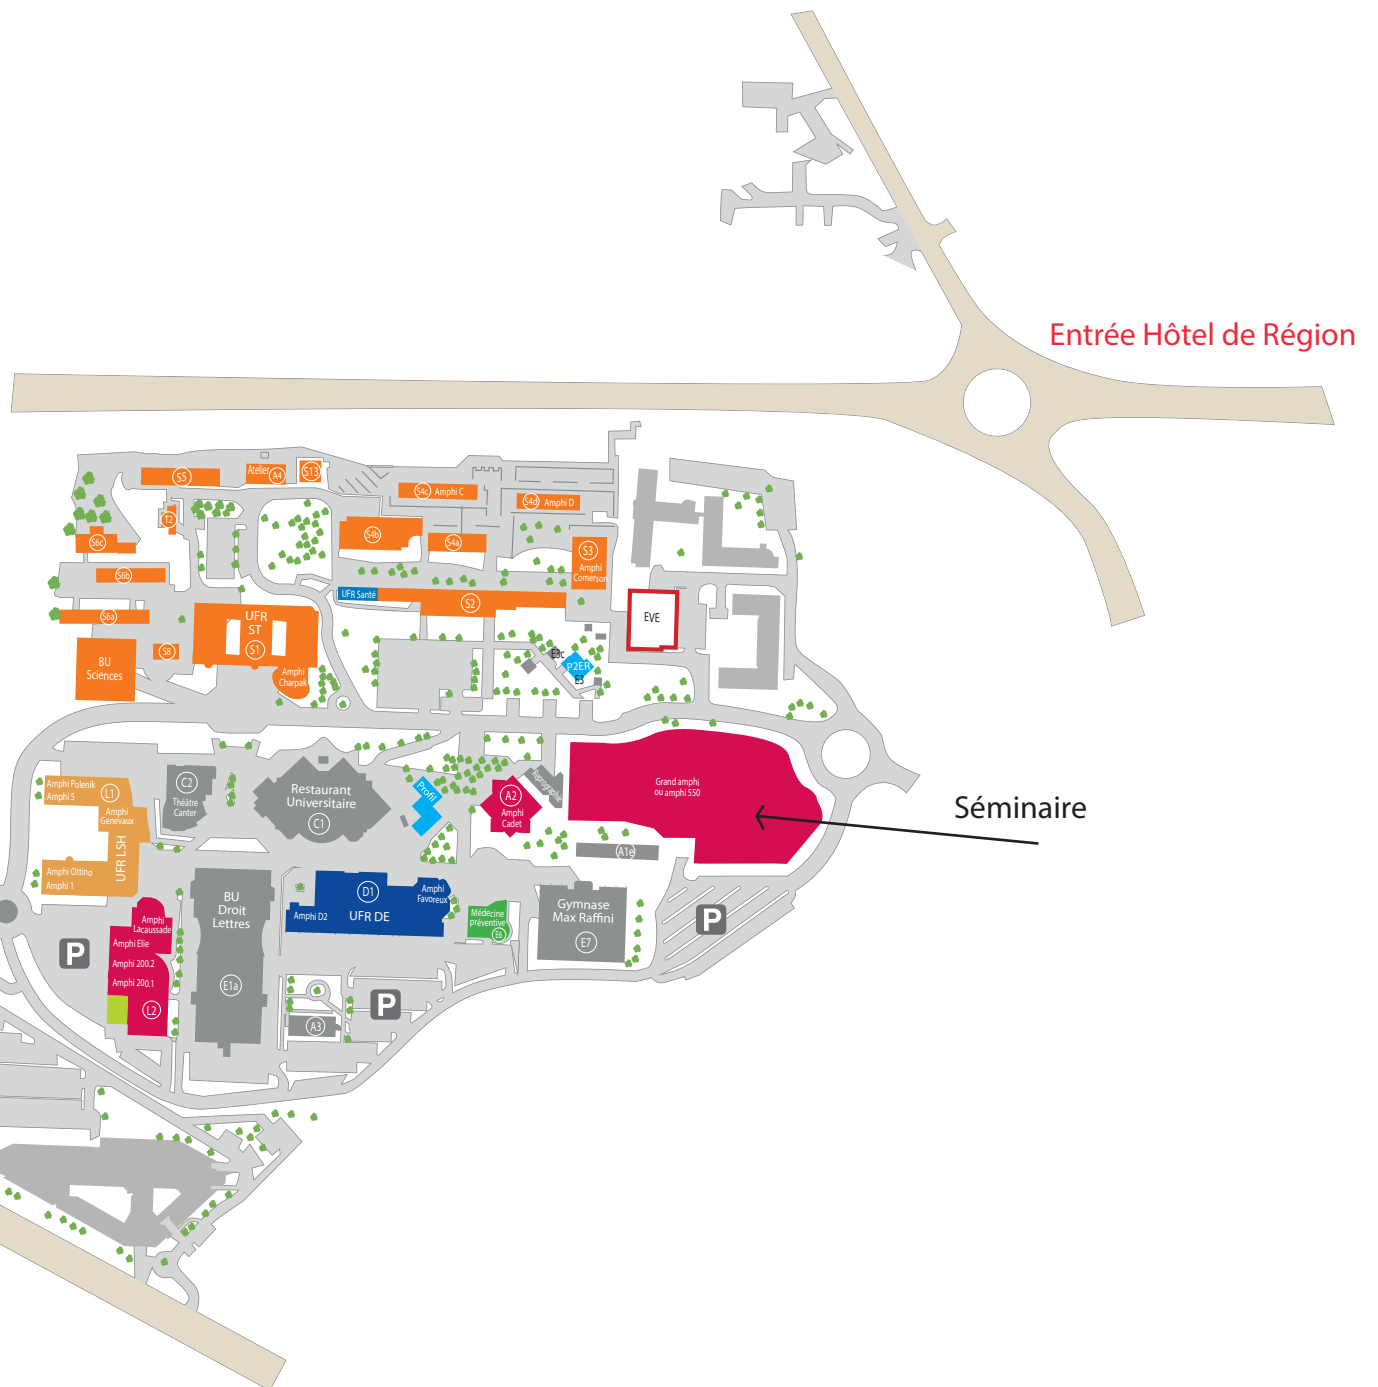 Entrée Hôtel de Région
S5
Atelier
A4
S13
S4c Amphi C
S4d Amphi D
T2
S6c
S4b
S4a
S3
Amphi
Comerson
S6b
UFR Santé
S2
S6a
UFR
ST
S1
EVE
S8
BU
Sciences
Amphi
Charpak
E3c
P2ER
E3
Amphi Polenik
Amphi 5
L1
Amphi
Genevaux
UFR LSH
Amphi Ottino
Amphi 1
C2
Théâtre
Canter
Restaurant
Universitaire
C1
Profil
A2
Amphi
Cadet
Reprographie
Grand amphi
ou amphi 550
Séminaire
A1e
BU
Droit
Lettres
E1a
D1
Amphi
Favoreux
Amphi D2
UFR DE
Médecine
préventive
E6
Gymnase
Max Raffini
E7
P
Amphi
Lacaussade
Amphi Elie
Amphi 200.2
Amphi 200.1
L2
P
A3
P